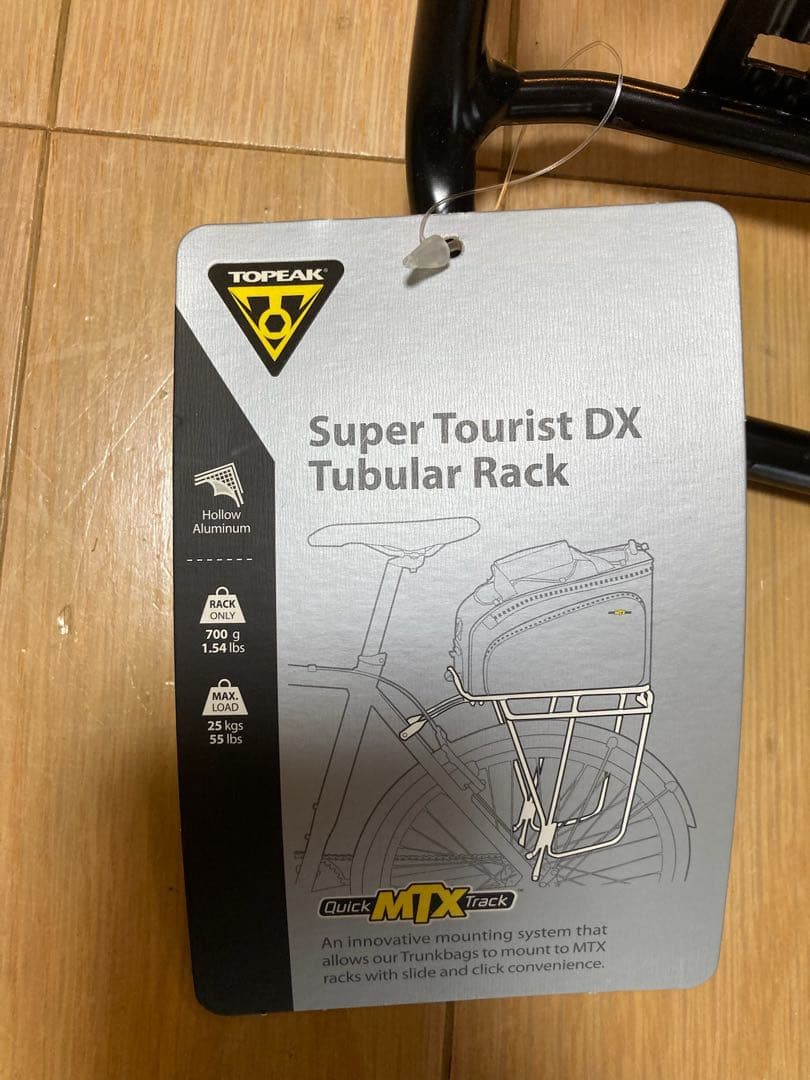 TOPEAK®
Super Tourist DX
Tubular Rack
Hollow
Aluminum
RACK
ONLY
700 g
1.54 lbs
MAX.
LOAD
25 kgs
55 lbs
MTX
Quick MTX Track™
An innovative mounting system that
allows our Trunkbags to mount to MTX
racks with slide and click convenience.